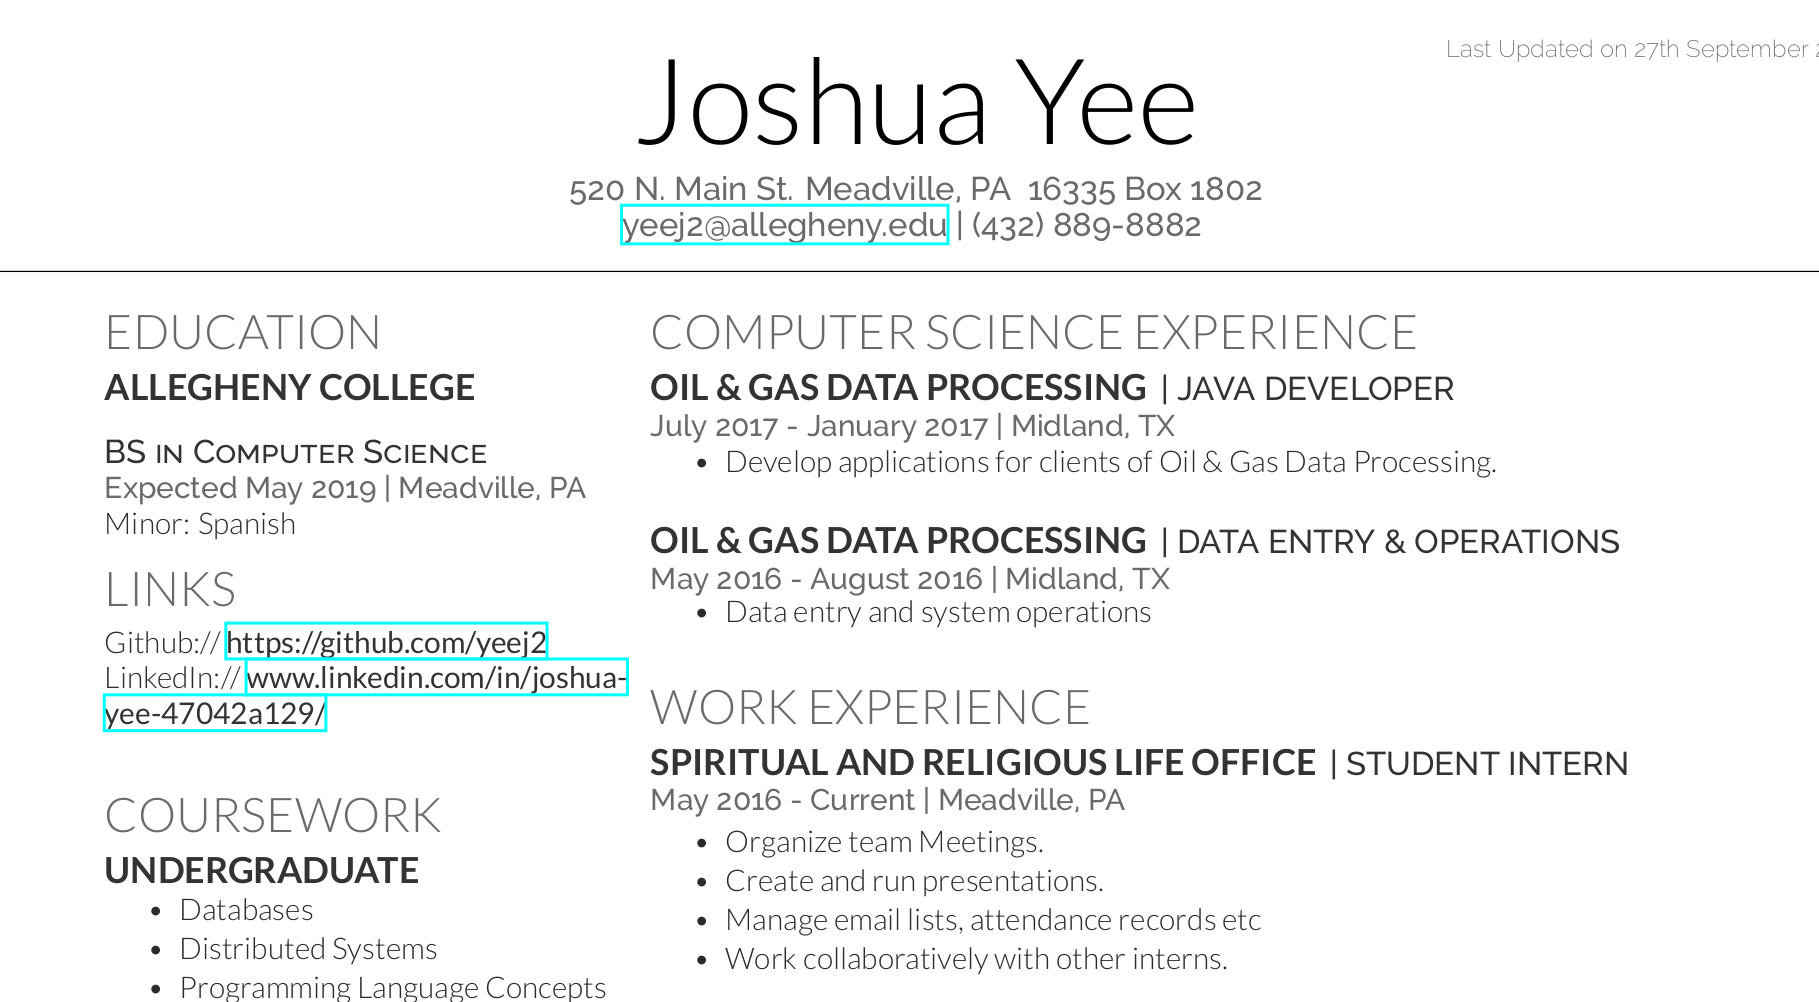 Last Updated on 27th September
Joshua Yee
520 N. Main St. Meadville, PA 16335 Box 1802
yeej2@allegheny.edu | (432) 889-8882
EDUCATION
ALLEGHENY COLLEGE
BS IN COMPUTER SCIENCE
Expected May 2019 | Meadville, PA
Minor: Spanish
LINKS
Github:// https://github.com/yeej2
LinkedIn:// www.linkedin.com/in/joshua-
yee-47042a129/
COURSEWORK
UNDERGRADUATE
• Databases
• Distributed Systems
• Programming Language Concepts
COMPUTER SCIENCE EXPERIENCE
OIL & GAS DATA PROCESSING | JAVA DEVELOPER
July 2017 - January 2017 | Midland, TX
• Develop applications for clients of Oil & Gas Data Processing.
OIL & GAS DATA PROCESSING | DATA ENTRY & OPERATIONS
May 2016 - August 2016 | Midland, TX
• Data entry and system operations
WORK EXPERIENCE
SPIRITUAL AND RELIGIOUS LIFE OFFICE | STUDENT INTERN
May 2016 - Current | Meadville, PA
• Organize team Meetings.
• Create and run presentations.
• Manage email lists, attendance records etc
• Work collaboratively with other interns.